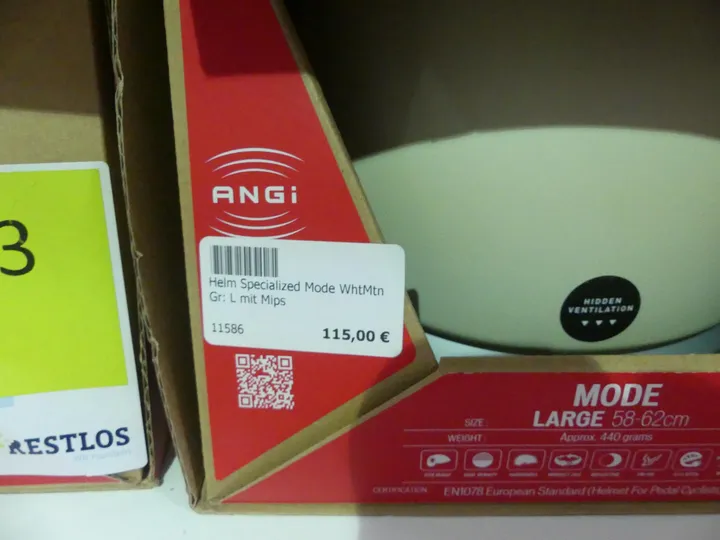 ANGi
Helm Specialized Mode WhtMtn
Gr: L mit Mips
11586
115,00 €
3
RESTLOS
HIDDEN
VENTILATION
MODE
SIZE LARGE 58-62cm
WEIGHT Approx. 440 grams
CERTIFICATION EN1078 European Standard (Helmet For Pedal Cyclists